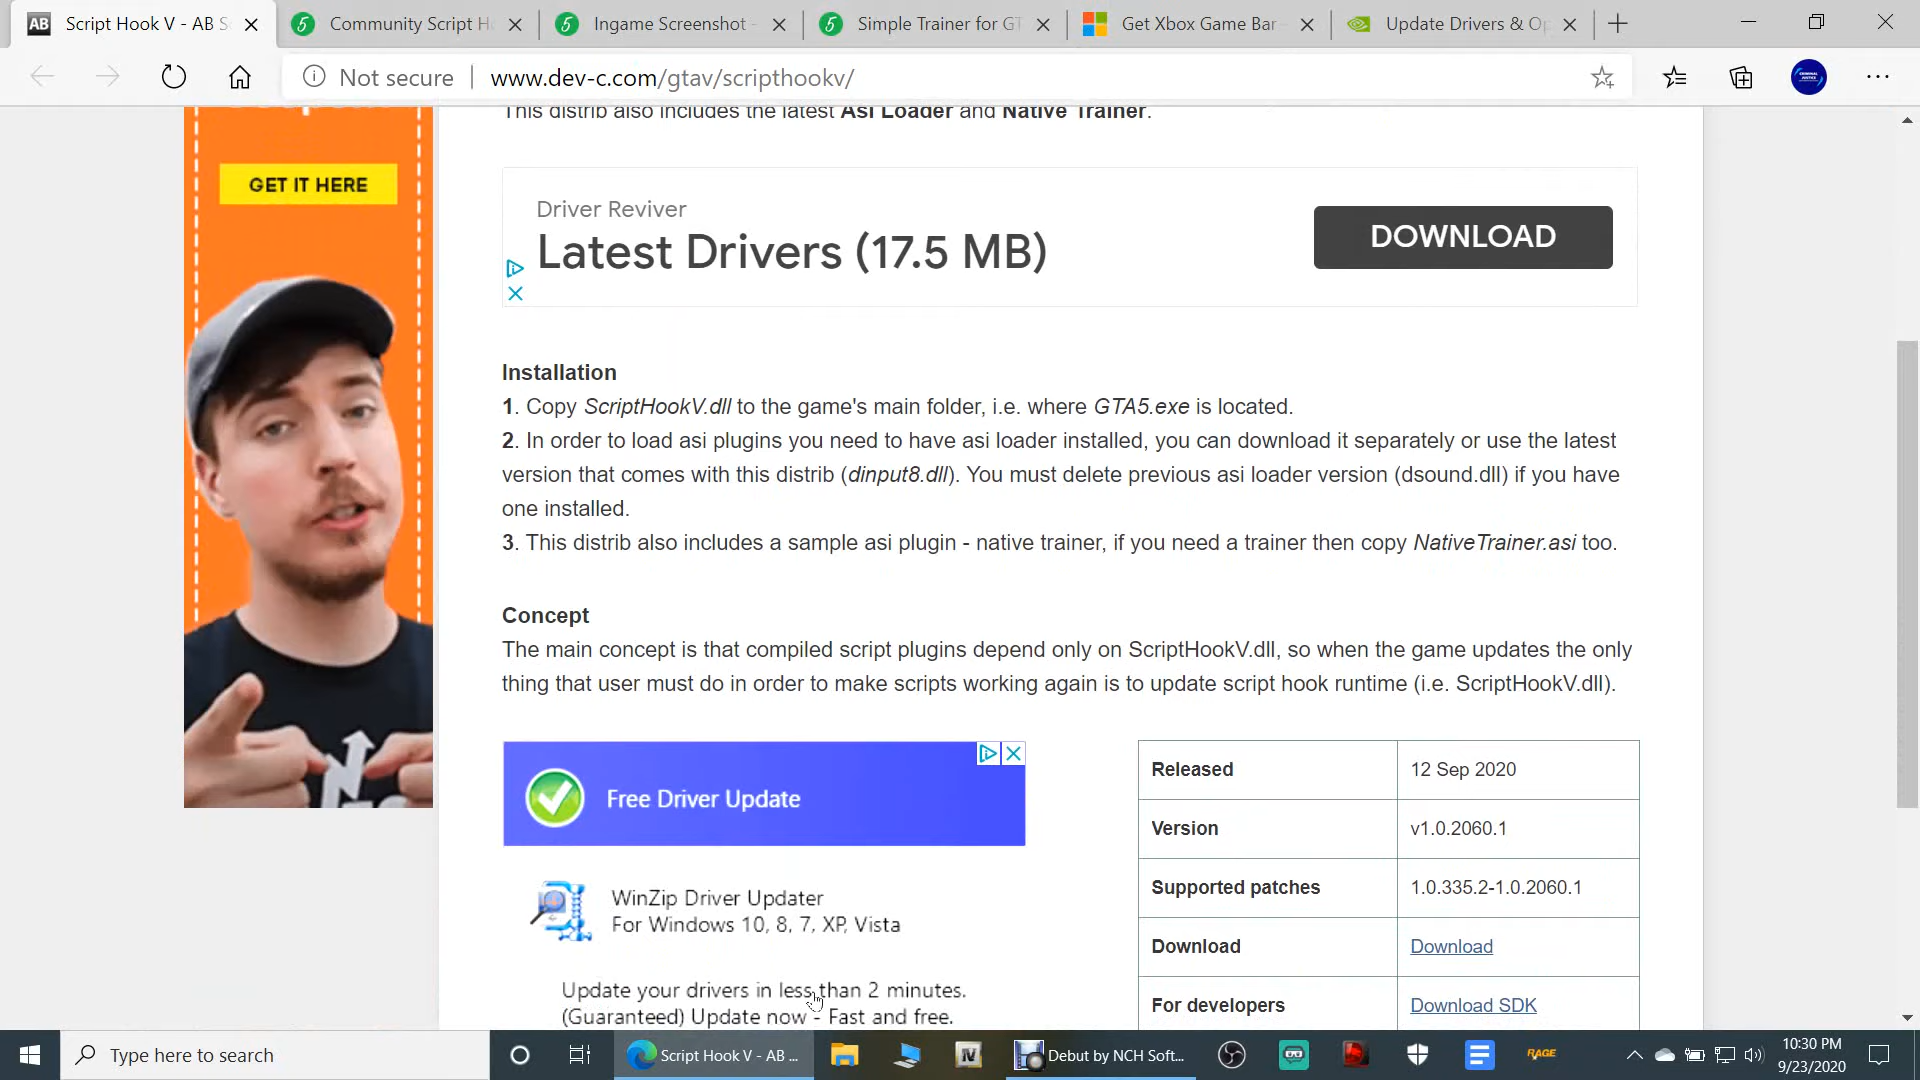 AB Script Hook V - AB S
5 Community Script H
5 Ingame Screenshot -
5 Simple Trainer for GT
Get Xbox Game Bar -
Update Drivers & Op
Not secure | www.dev-c.com/gtav/scripthookv/
This distrib also includes the latest Asi Loader and Native Trainer.
GET IT HERE
Driver Reviver
Latest Drivers (17.5 MB)
DOWNLOAD
Installation
1. Copy ScriptHookV.dll to the game's main folder, i.e. where GTA5.exe is located.
2. In order to load asi plugins you need to have asi loader installed, you can download it separately or use the latest
version that comes with this distrib (dinput8.dll). You must delete previous asi loader version (dsound.dll) if you have
one installed.
3. This distrib also includes a sample asi plugin - native trainer, if you need a trainer then copy NativeTrainer.asi too.
Concept
The main concept is that compiled script plugins depend only on ScriptHookV.dll, so when the game updates the only
thing that user must do in order to make scripts working again is to update script hook runtime (i.e. ScriptHookV.dll).
Free Driver Update
WinZip Driver Updater
For Windows 10, 8, 7, XP, Vista
Update your drivers in less than 2 minutes.
(Guaranteed) Update now - Fast and free.
Released 12 Sep 2020
Version v1.0.2060.1
Supported patches 1.0.335.2-1.0.2060.1
Download Download
For developers Download SDK
Type here to search
Script Hook V - AB ...
Debut by NCH Soft...
RAGE
10:30 PM
9/23/2020